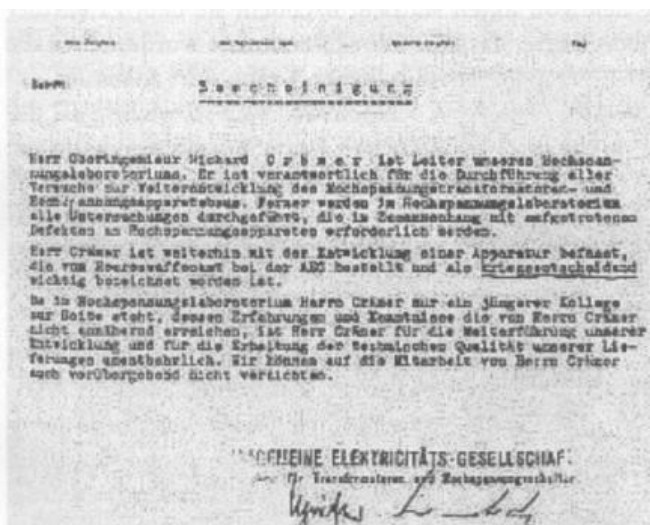 Bescheinigung
Herr Oberingenieur Richard Crämer ist Leiter unseres Hochspan-
nungslaboratoriums. Er ist verantwortlich für die Durchführung aller
Versuche zur Weiterentwicklung des Hochspannungstransformatoren- und
Hochspannungsapparatebaus. Ferner werden im Hochspannungslaboratorium
alle Untersuchungen durchgeführt, die in Zusammenhang mit aufgetretenen
Defekten an Hochspannungsapparaten erforderlich werden.
Herr Crämer ist weiterhin mit der Entwicklung einer Apparatur befasst,
die vom Heereswaffenamt bei der AEG bestellt und als kriegsentscheidend
wichtig bezeichnet worden ist.
Da im Hochspannungslaboratorium Herrn Crämer nur ein jüngerer Kollege
zur Seite steht, dessen Erfahrungen und Kenntnisse die von Herrn Crämer
nicht annähernd erreichen, ist Herr Crämer für die Weiterführung unserer
Entwicklung und für die Erhaltung der technischen Qualität unserer Lie-
ferungen unentbehrlich. Wir können auf die Mitarbeit von Herrn Crämer
auch vorübergehend nicht verzichten.
ELEKTRICITÄTS-GESELLSCHAF
für Transformatoren und Hochspannungsschalter